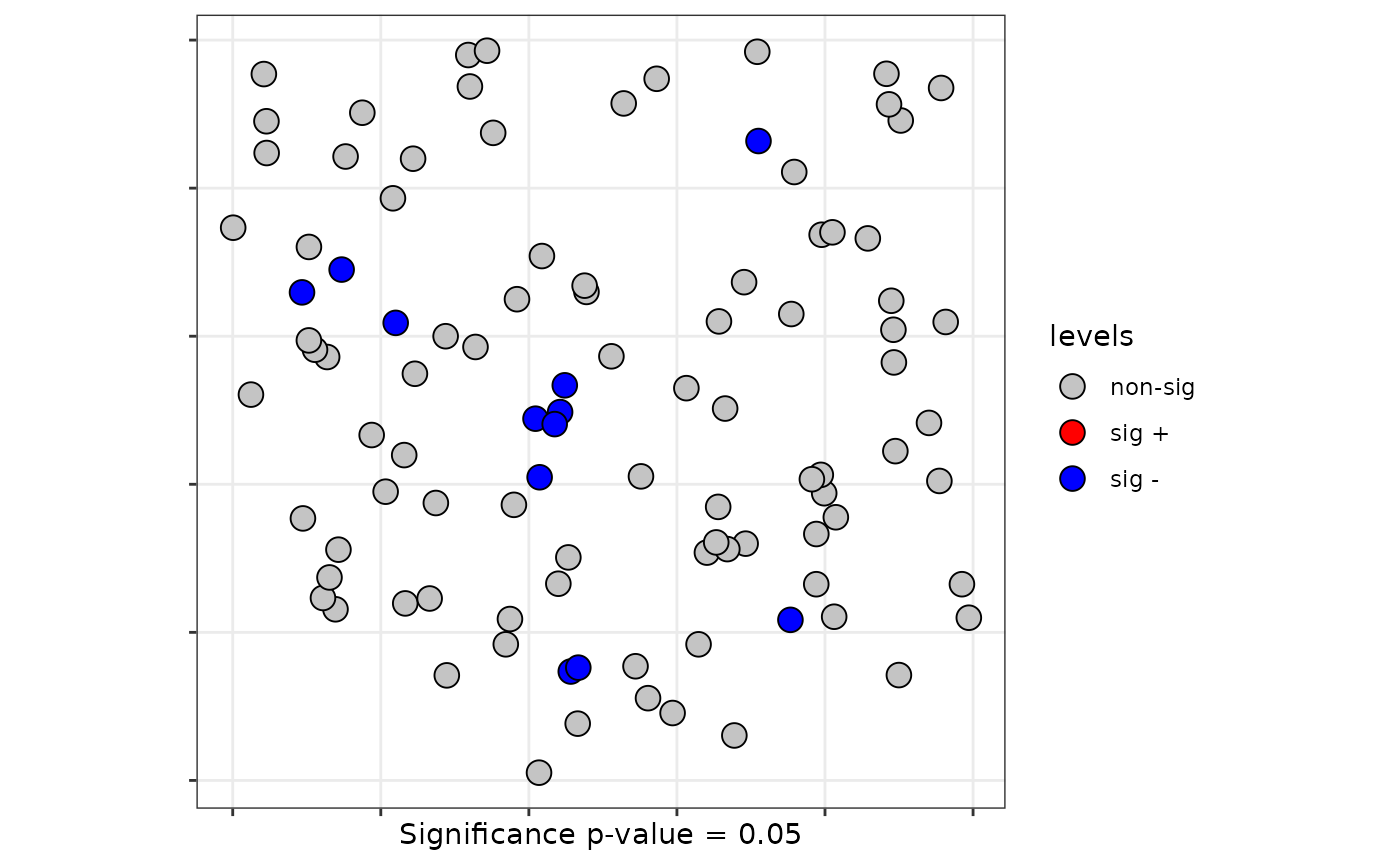 levels
non-sig
sig +
sig -
Significance p-value = 0.05